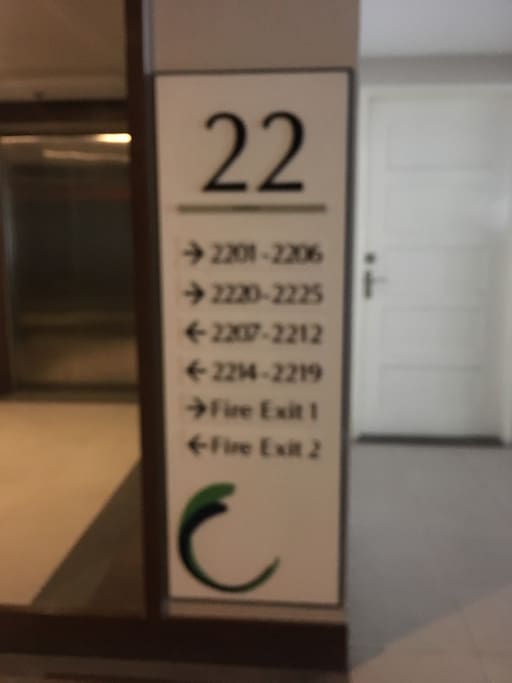 22
→ 2201-2206
→ 2220-2225
← 2207-2212
← 2214-2219
→ Fire Exit 1
← Fire Exit 2